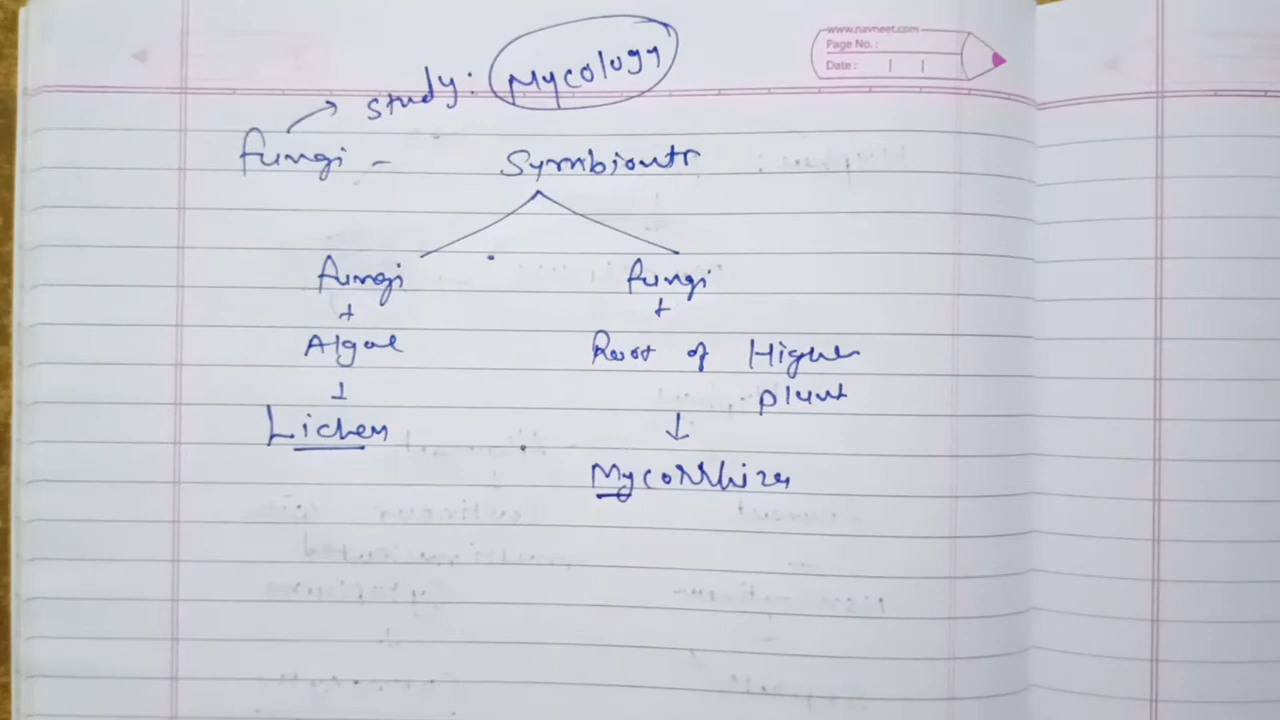 www.navneet.com
Page No. :
Date :
Study: Mycology
Fungi - Symbionts
Fungi Fungi
+ +
Algae Root of Higher
plant
↓ ↓
Lichen
Mycorrhiza